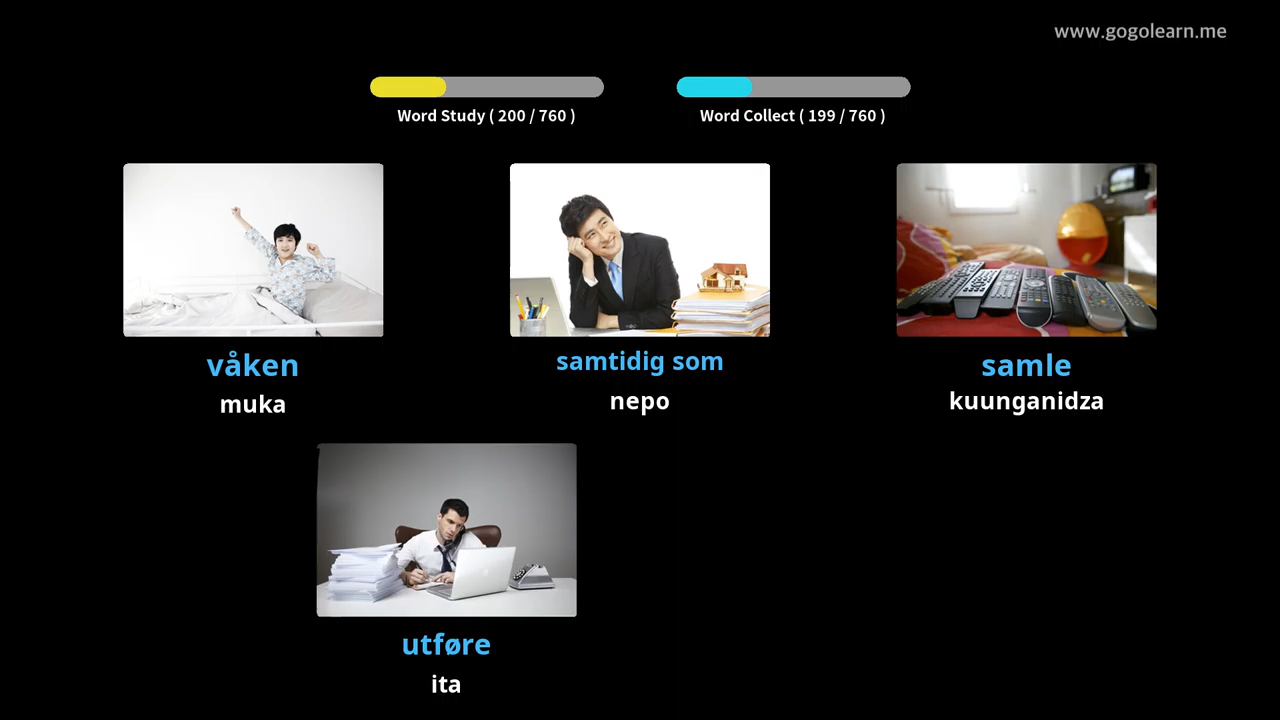 www.gogolearn.me
Word Study ( 200 / 760 )
Word Collect ( 199 / 760 )
våken
muka
samtidig som
nepo
samle
kuunganidza
utføre
ita